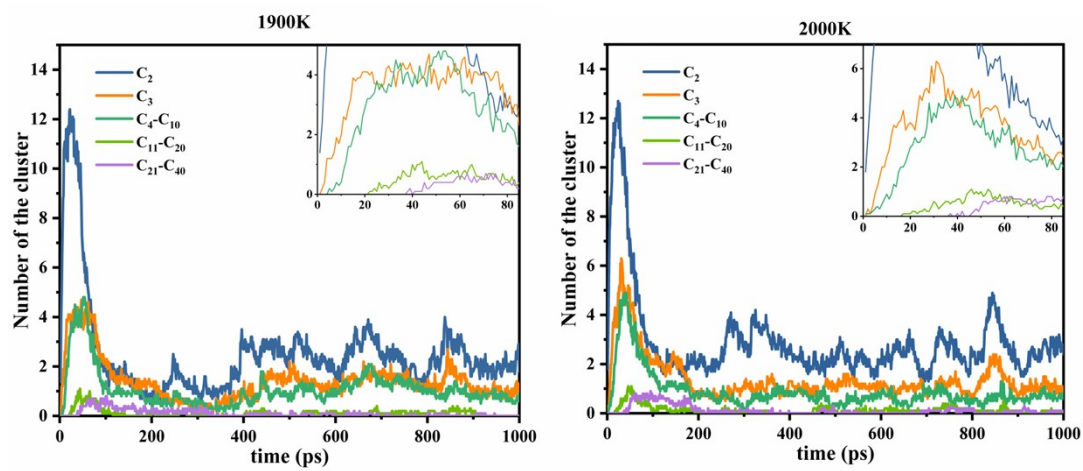 1900K
14
12
10
8
6
4
2
0
Number of the cluster
C₂
C₃
C₄-C₁₀
C₁₁-C₂₀
C₂₁-C₄₀
4
3
2
1
0
0 20 40 60 80
0 200 400 600 800 1000
time (ps)
2000K
14
12
10
8
6
4
2
0
Number of the cluster
C₂
C₃
C₄-C₁₀
C₁₁-C₂₀
C₂₁-C₄₀
6
4
2
0
0 20 40 60 80
0 200 400 600 800 1000
time (ps)